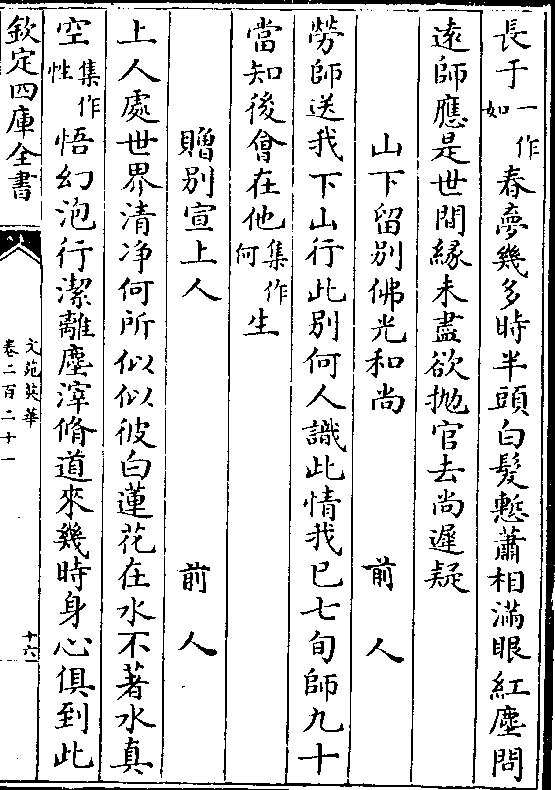 長于一作如春夢幾多時半頭白髮慙蕭相滿眼紅塵問
遠師應是世間緣未盡欲抛官去尚遲疑
山下留別佛光和尚 前人
勞師送我下山行此別何人識此情我已七旬師九十
當知後會在他集作何生
贈別宣上人 前人
上人處世界清净何所似似彼白蓮花在水不著水真
空集作性悟幻泡行潔離塵滓脩道來幾時身心俱到此
欽定四庫全書
文苑英華
卷二百二十一
十六